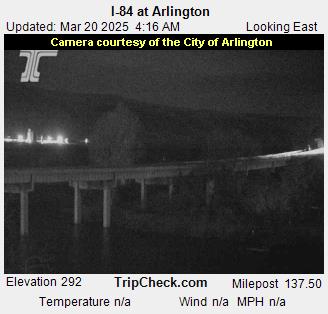 I-84 at Arlington
Updated: Mar 20 2025 4:16 AM Looking East
Camera courtesy of the City of Arlington
Elevation 292 TripCheck.com Milepost 137.50
Temperature n/a Wind n/a MPH n/a